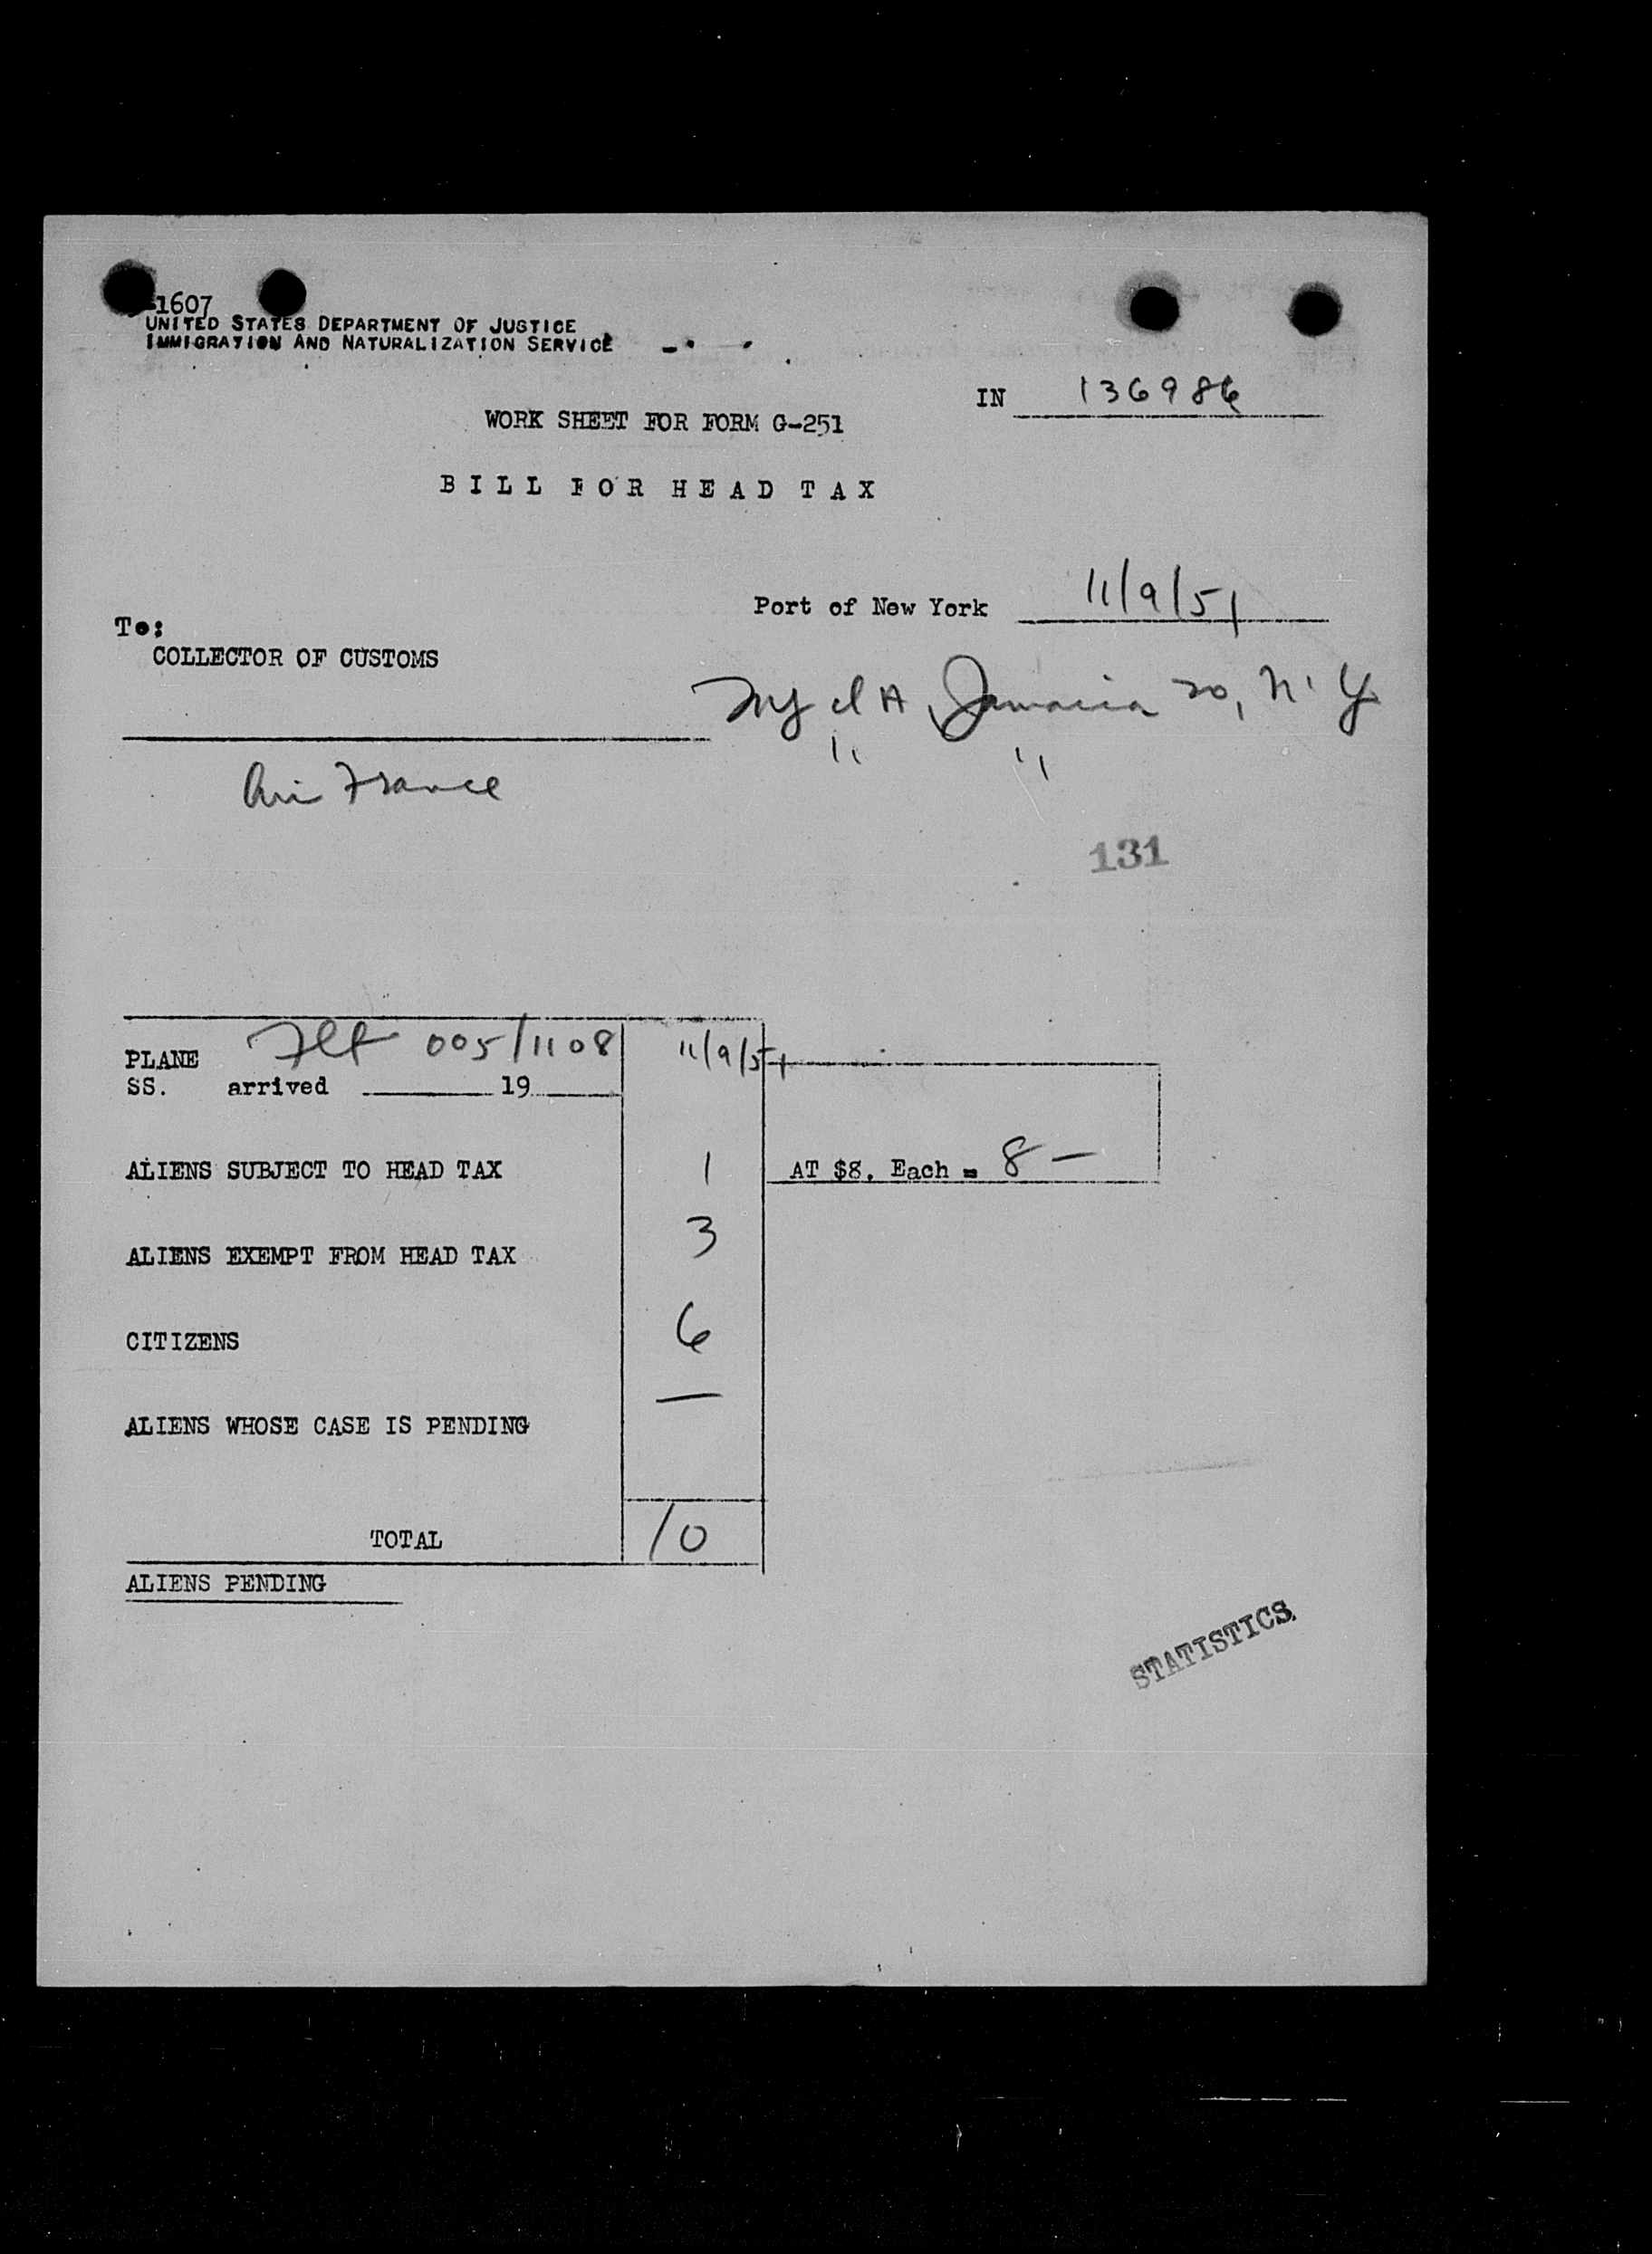 -1607
UNITED STATES DEPARTMENT OF JUSTICE
IMMIGRATION AND NATURALIZATION SERVICE
IN 136986
WORK SHEET FOR FORM G-251
BILL FOR HEAD TAX
Port of New York 11/9/51
To:
COLLECTOR OF CUSTOMS
NY I A, Jamaica 20, N.Y.
" "
Air France
131
PLANE Flt 005/1108 11/9/51
SS. arrived 19
ALIENS SUBJECT TO HEAD TAX 1 AT $8. Each = 8 —
ALIENS EXEMPT FROM HEAD TAX 3
CITIZENS 6
ALIENS WHOSE CASE IS PENDING —
TOTAL 10
ALIENS PENDING
STATISTICS.